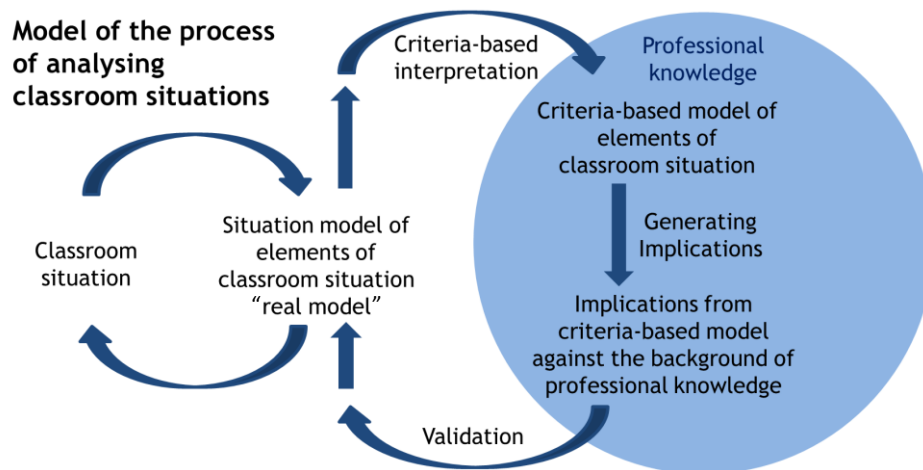 Model of the process
of analysing
classroom situations
Criteria-based
interpretation
Professional
knowledge
Criteria-based model of
elements of
classroom situation
Generating
Implications
Classroom
situation
Situation model of
elements of
classroom situation
“real model”
Implications from
criteria-based model
against the background of
professional knowledge
Validation